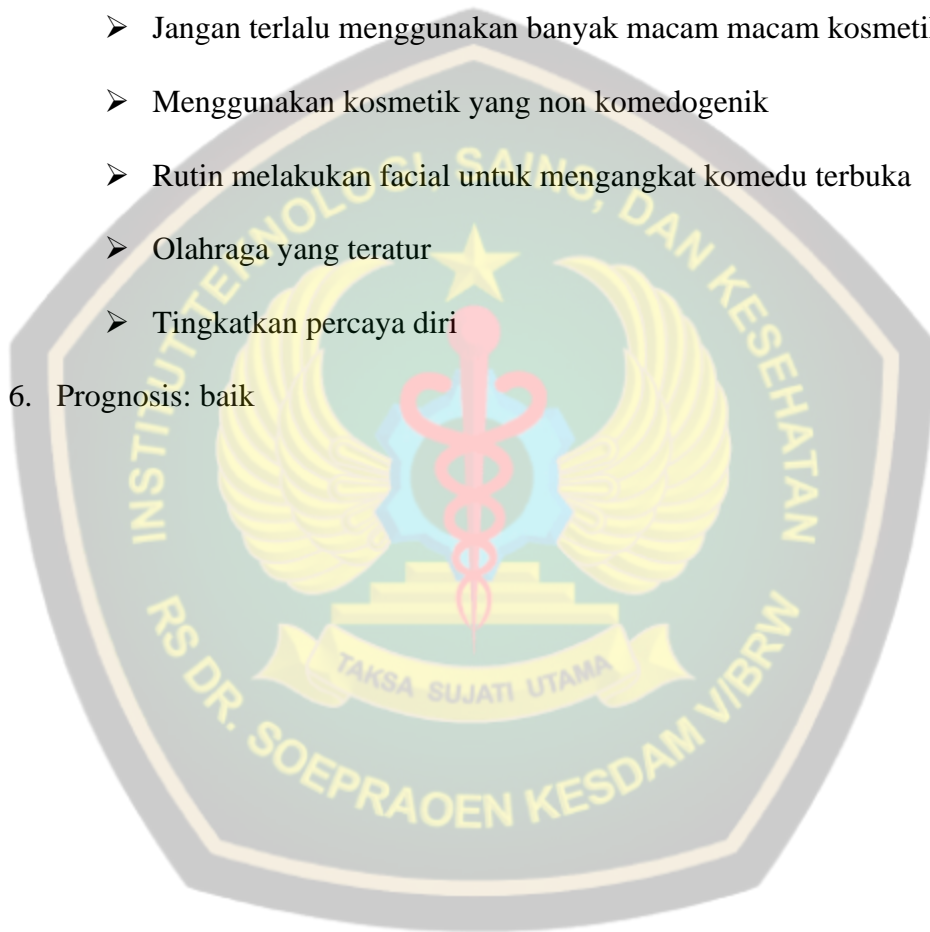 ➢ Jangan terlalu menggunakan banyak macam macam kosmeti
➢ Menggunakan kosmetik yang non komedogenik
➢ Rutin melakukan facial untuk mengangkat komedu terbuka
➢ Olahraga yang teratur
➢ Tingkatkan percaya diri
6. Prognosis: baik
INSTITUT TEKNOLOGI, SAINS, DAN KESEHATAN
TAKSA SUJATI UTAMA
RS DR. SOEPRAOEN KESDAM V/BRW